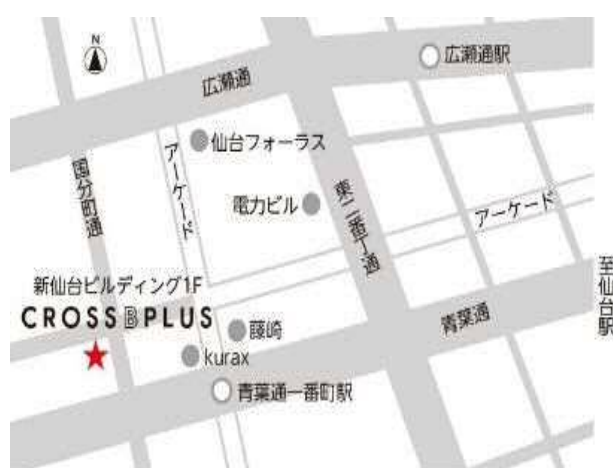 N
広瀬通駅
広瀬通
仙台フォーラス
アーケード
国分町通
電力ビル
東二番丁通
アーケード
至仙台駅
新仙台ビルディング1F
CROSS B PLUS
青葉通
藤崎
kurax
青葉通一番町駅